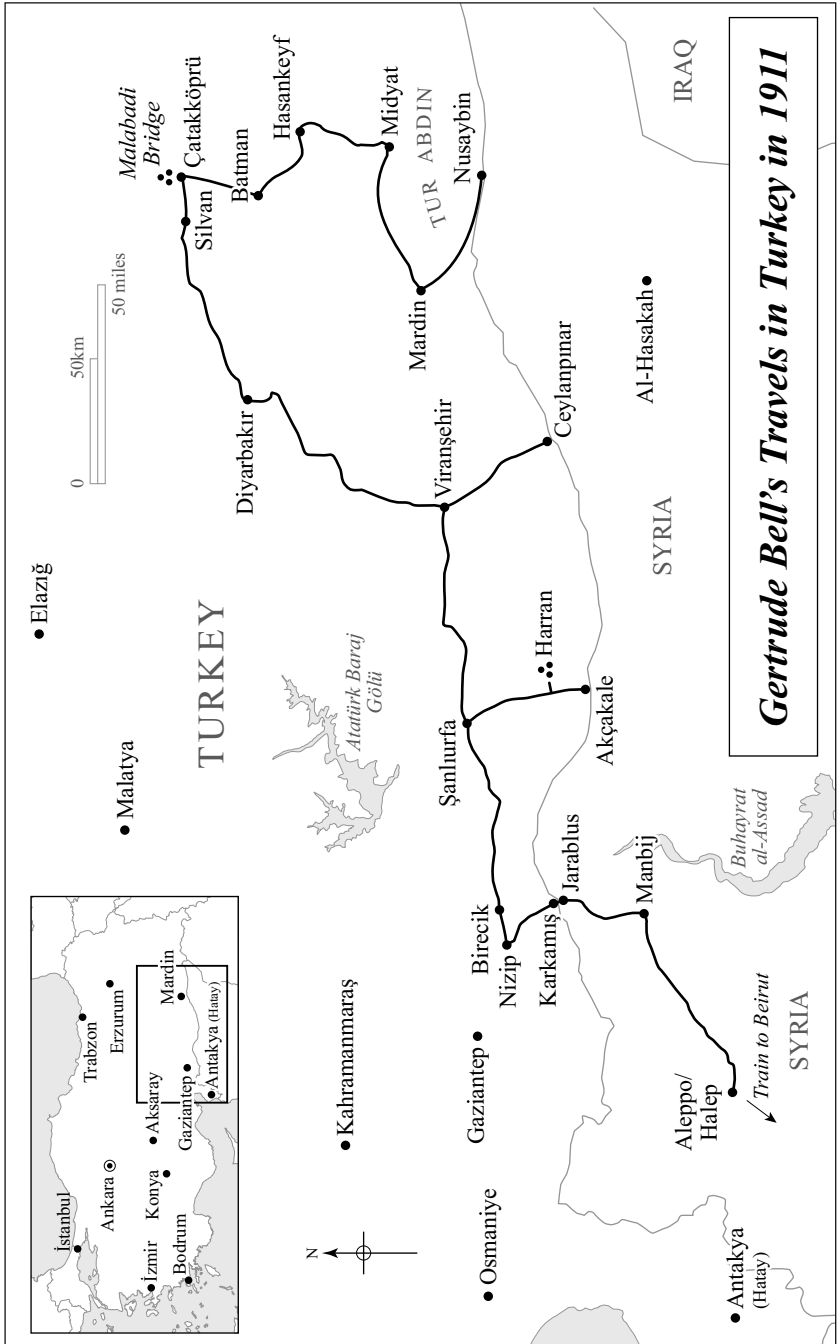 Gertrude Bell's Travels in Turkey in 1911
İstanbul
Trabzon
Ankara
Erzurum
İzmir
Konya
Aksaray
Mardin
Bodrum
Gaziantep
Antakya (Hatay)
Elazığ
Malatya
0
50km
50 miles
Malabadi
Bridge
Çatakköprü
Silvan
TURKEY
Diyarbakır
Batman
Hasankeyf
Atatürk Baraj
Gölü
Kahramanmaraş
N
Midyat
TUR ABDIN
Mardin
Nusaybin
Viranşehir
Şanlıurfa
Osmaniye
Gaziantep
Birecik
Nizip
Karkamış
Jarablus
Harran
Akçakale
Ceylanpınar
Al-Hasakah
SYRIA
IRAQ
Manbij
Buhayrat
al-Assad
Aleppo/
Halep
Train to Beirut
SYRIA
Antakya
(Hatay)